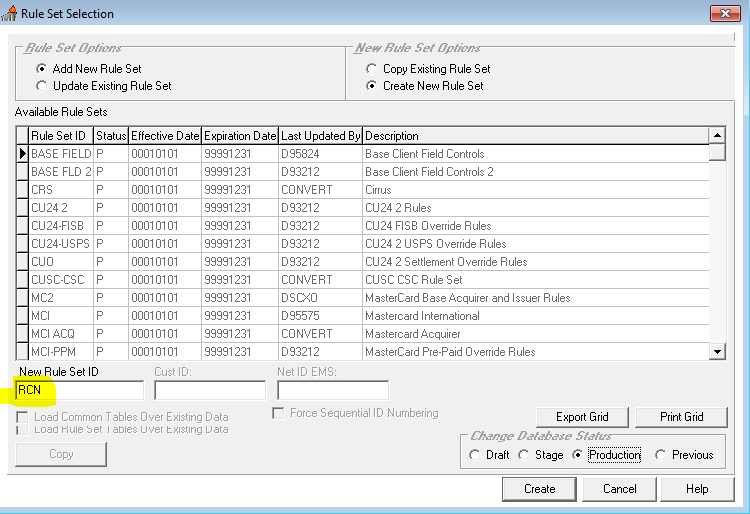 Rule Set Selection
Rule Set Options
New Rule Set Options
Add New Rule Set
Copy Existing Rule Set
Update Existing Rule Set
Create New Rule Set
Available Rule Sets
Rule Set ID Status Effective Date Expiration Date Last Updated By Description
BASE FIELD P 00010101 99991231 D95824 Base Client Field Controls
BASE FLD 2 P 00010101 99991231 D93212 Base Client Field Controls 2
CRS P 00010101 99991231 CONVERT Cirrus
CU24 2 P 00010101 99991231 D93212 CU24 2 Rules
CU24-FISB P 00010101 99991231 D93212 CU24 FISB Override Rules
CU24-USPS P 00010101 99991231 D93212 CU24 2 USPS Override Rules
CUO P 00010101 99991231 D93212 CU24 2 Settlement Override Rules
CUSC-CSC P 00010101 99991231 CONVERT CUSC CSC Rule Set
MC2 P 00010101 99991231 DSCXO MasterCard Base Acquirer and Issuer Rules
MCI P 00010101 99991231 D95575 Mastercard International
MCI ACQ P 00010101 99991231 CONVERT Mastercard Acquirer
MCI-PPM P 00010101 99991231 D93212 MasterCard Pre-Paid Override Rules
New Rule Set ID Cust ID: Net ID EMS:
RCN
Load Common Tables Over Existing Data
Force Sequential ID Numbering
Export Grid
Print Grid
Load Rule Set Tables Over Existing Data
Change Database Status
Copy
Draft Stage Production Previous
Create Cancel Help